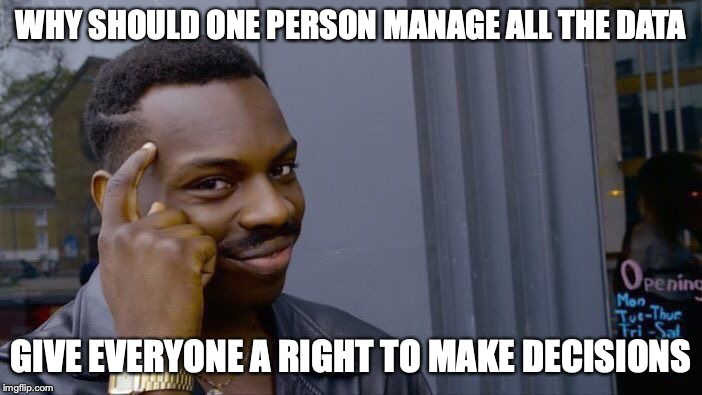 WHY SHOULD ONE PERSON MANAGE ALL THE DATA
Opening
Mon
Tue-Thur
Fri-Sat
GIVE EVERYONE A RIGHT TO MAKE DECISIONS
imgflip.com